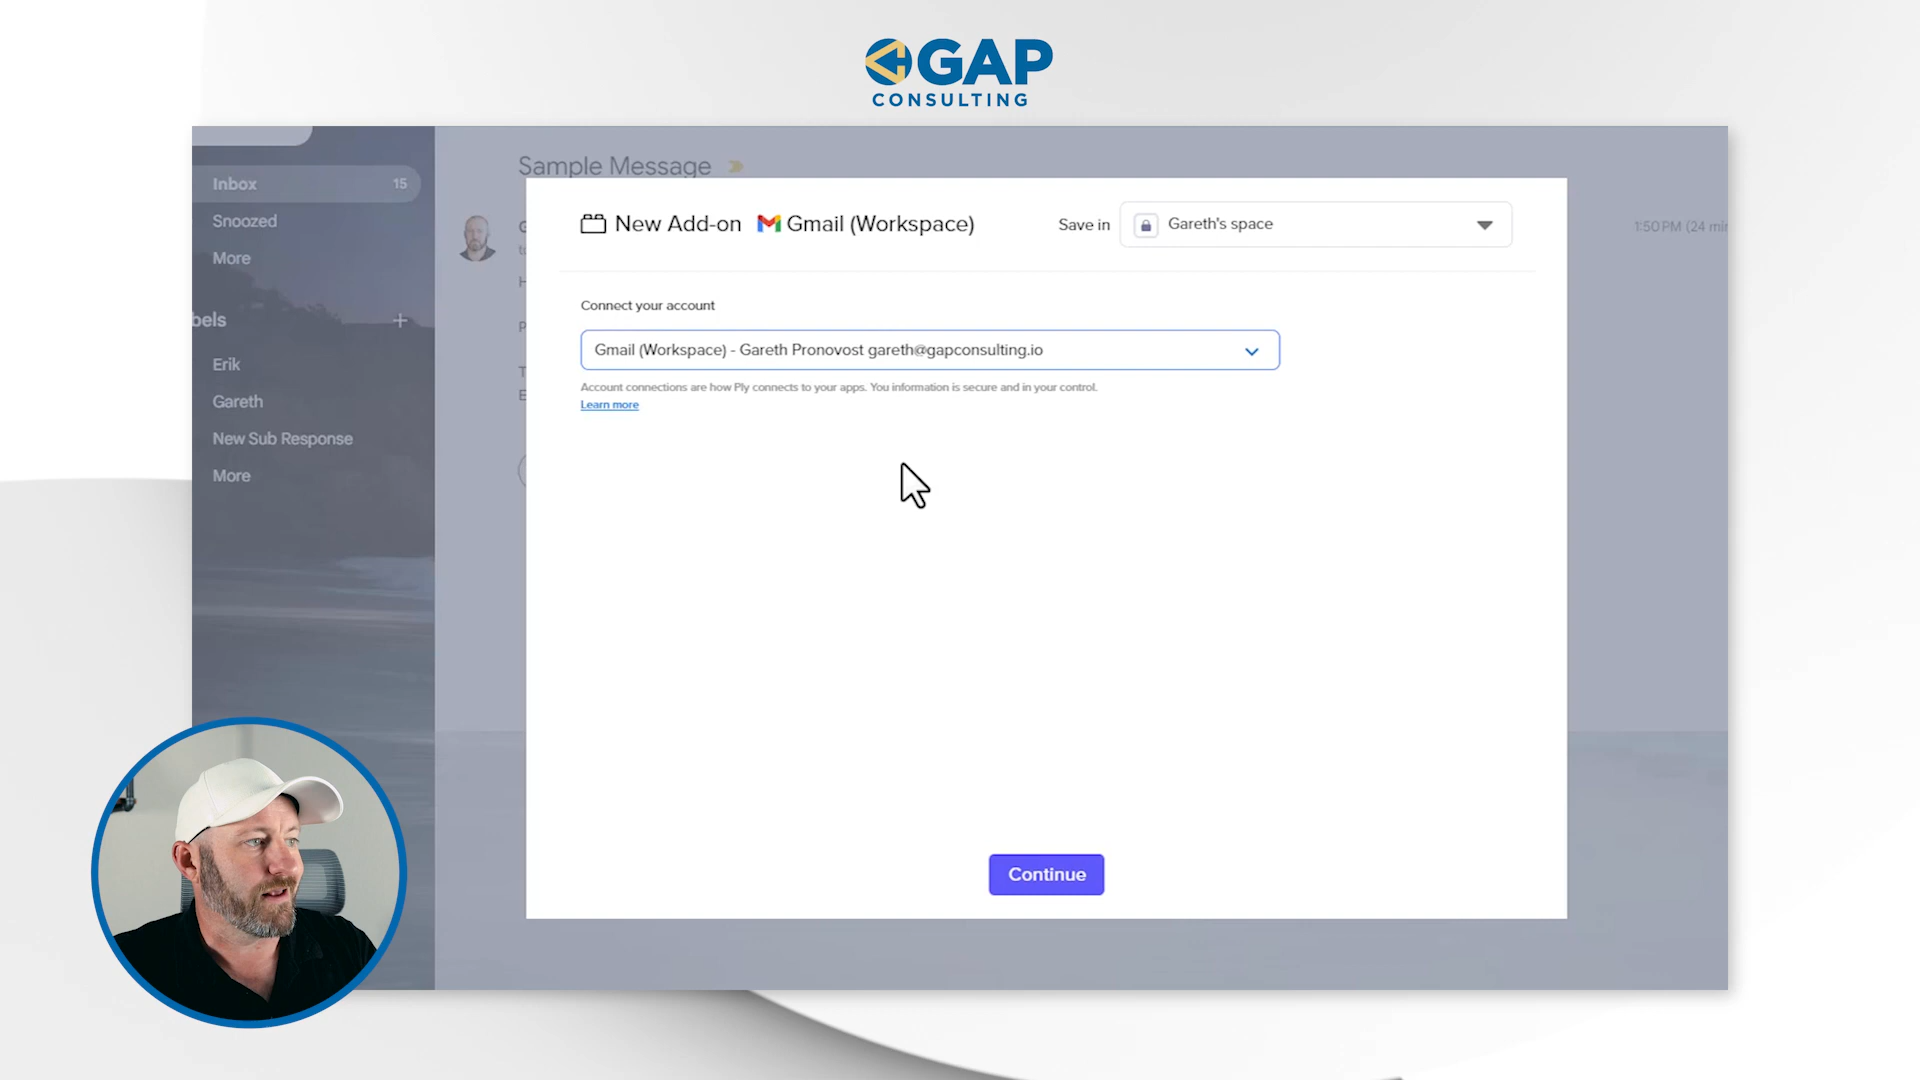 GAP
CONSULTING
Sample Message
Inbox 15
Snoozed
More
bels +
Erik
Gareth
New Sub Response
More
1:50 PM (24 min
New Add-on Gmail (Workspace)
Save in Gareth's space
Connect your account
Gmail (Workspace) - Gareth Pronovost gareth@gapconsulting.io
Account connections are how Ply connects to your apps. You information is secure and in your control.
Learn more
Continue